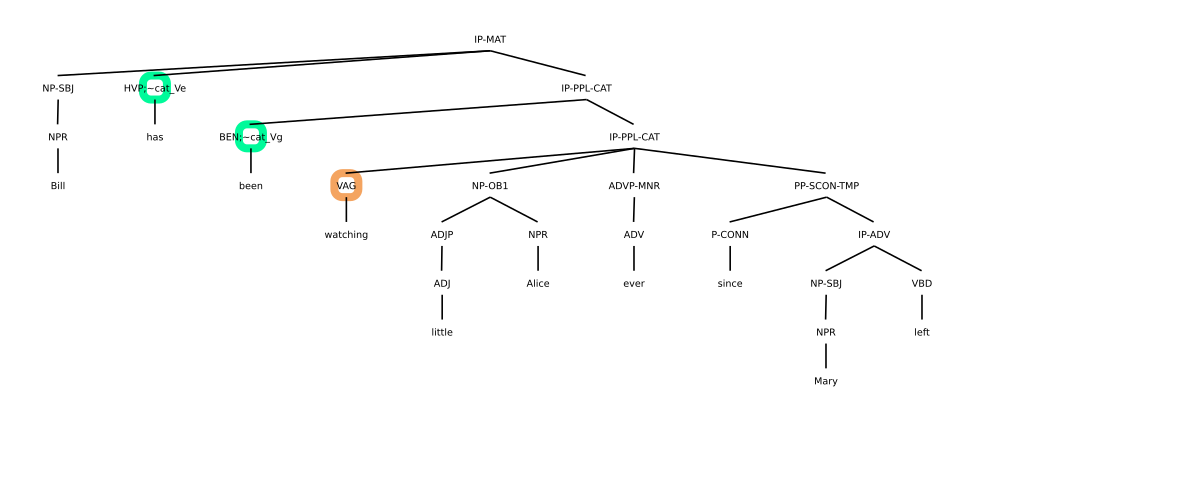 IP-MAT
NP-SBJ HVP;~cat_Ve IP-PPL-CAT
NPR has BEN;~cat_Vg IP-PPL-CAT
Bill been VAG NP-OB1 ADVP-MNR PP-SCON-TMP
watching ADJP NPR ADV P-CONN IP-ADV
ADJ Alice ever since NP-SBJ VBD
little NPR left
Mary